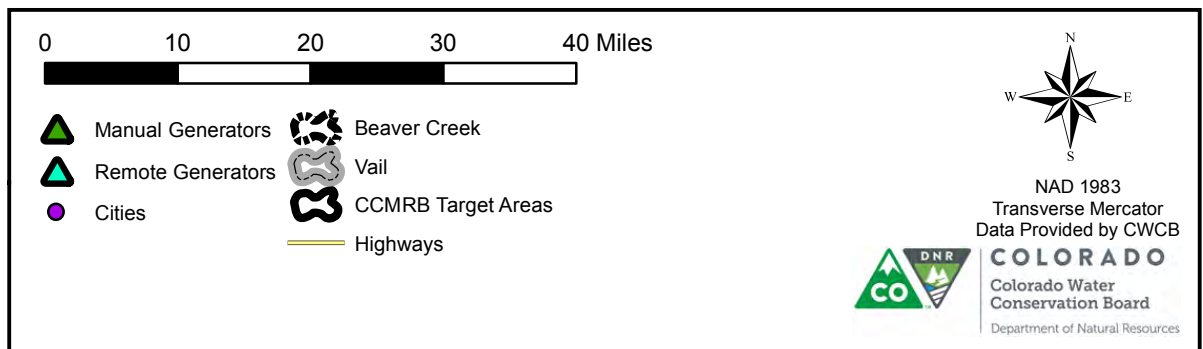 0 10 20 30 40 Miles
Manual Generators
Remote Generators
Cities
Beaver Creek
Vail
CCMRB Target Areas
Highways
N
W E
S
NAD 1983
Transverse Mercator
Data Provided by CWCB
CO
DNR
COLORADO
Colorado Water
Conservation Board
Department of Natural Resources